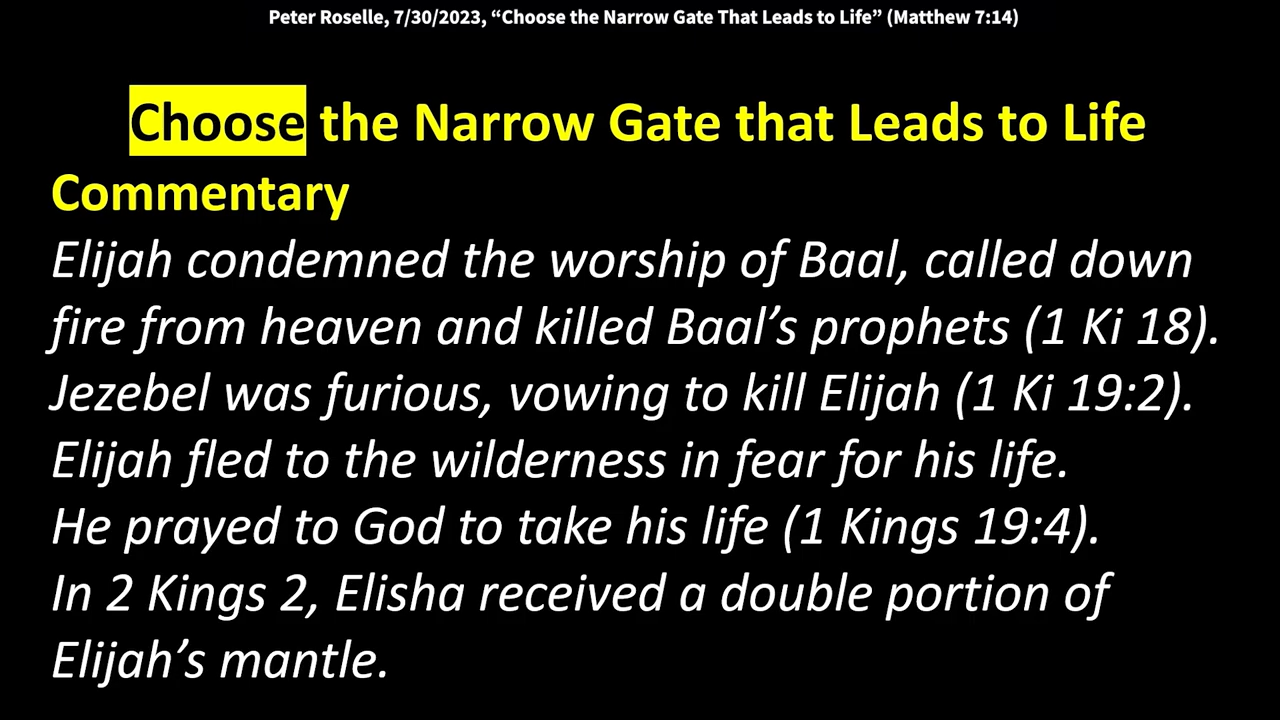 Peter Roselle, 7/30/2023, “Choose the Narrow Gate That Leads to Life” (Matthew 7:14)
Choose the Narrow Gate that Leads to Life
Commentary
Elijah condemned the worship of Baal, called down
fire from heaven and killed Baal’s prophets (1 Ki 18).
Jezebel was furious, vowing to kill Elijah (1 Ki 19:2).
Elijah fled to the wilderness in fear for his life.
He prayed to God to take his life (1 Kings 19:4).
In 2 Kings 2, Elisha received a double portion of
Elijah’s mantle.